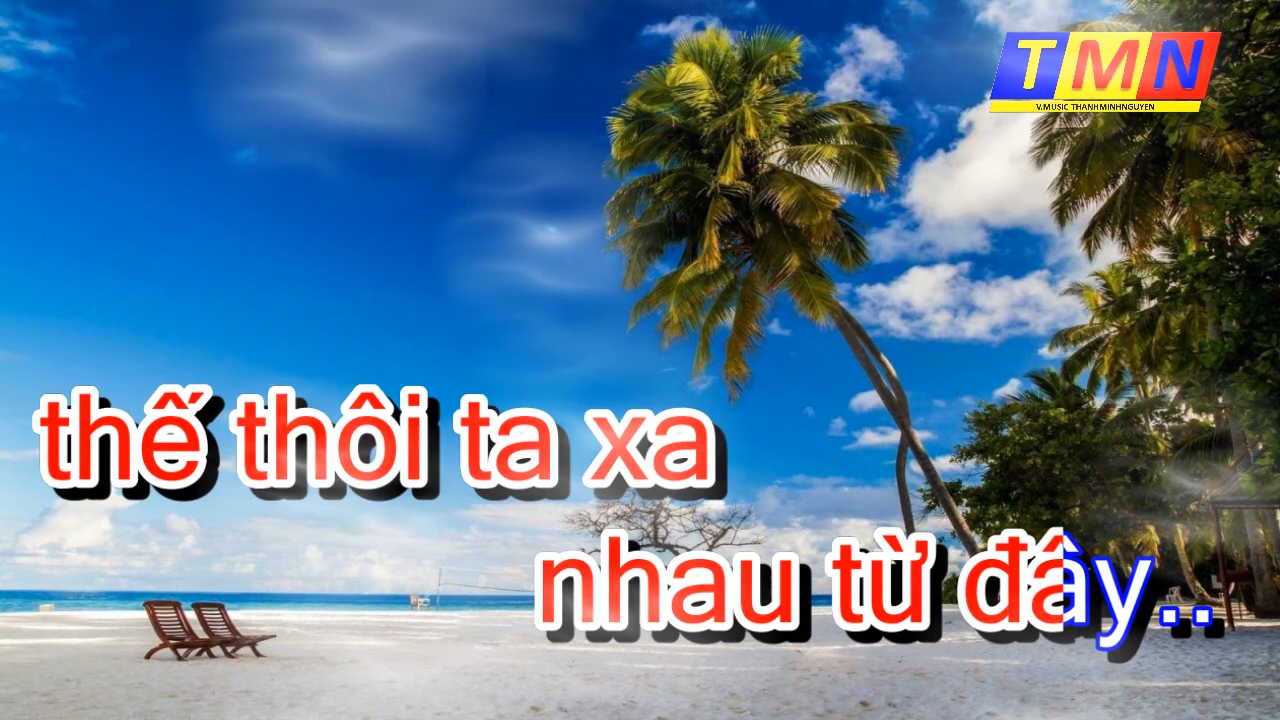 TMN
V.MUSIC THANHMINHNGUYEN
thế thôi ta xa
nhau từ đây..